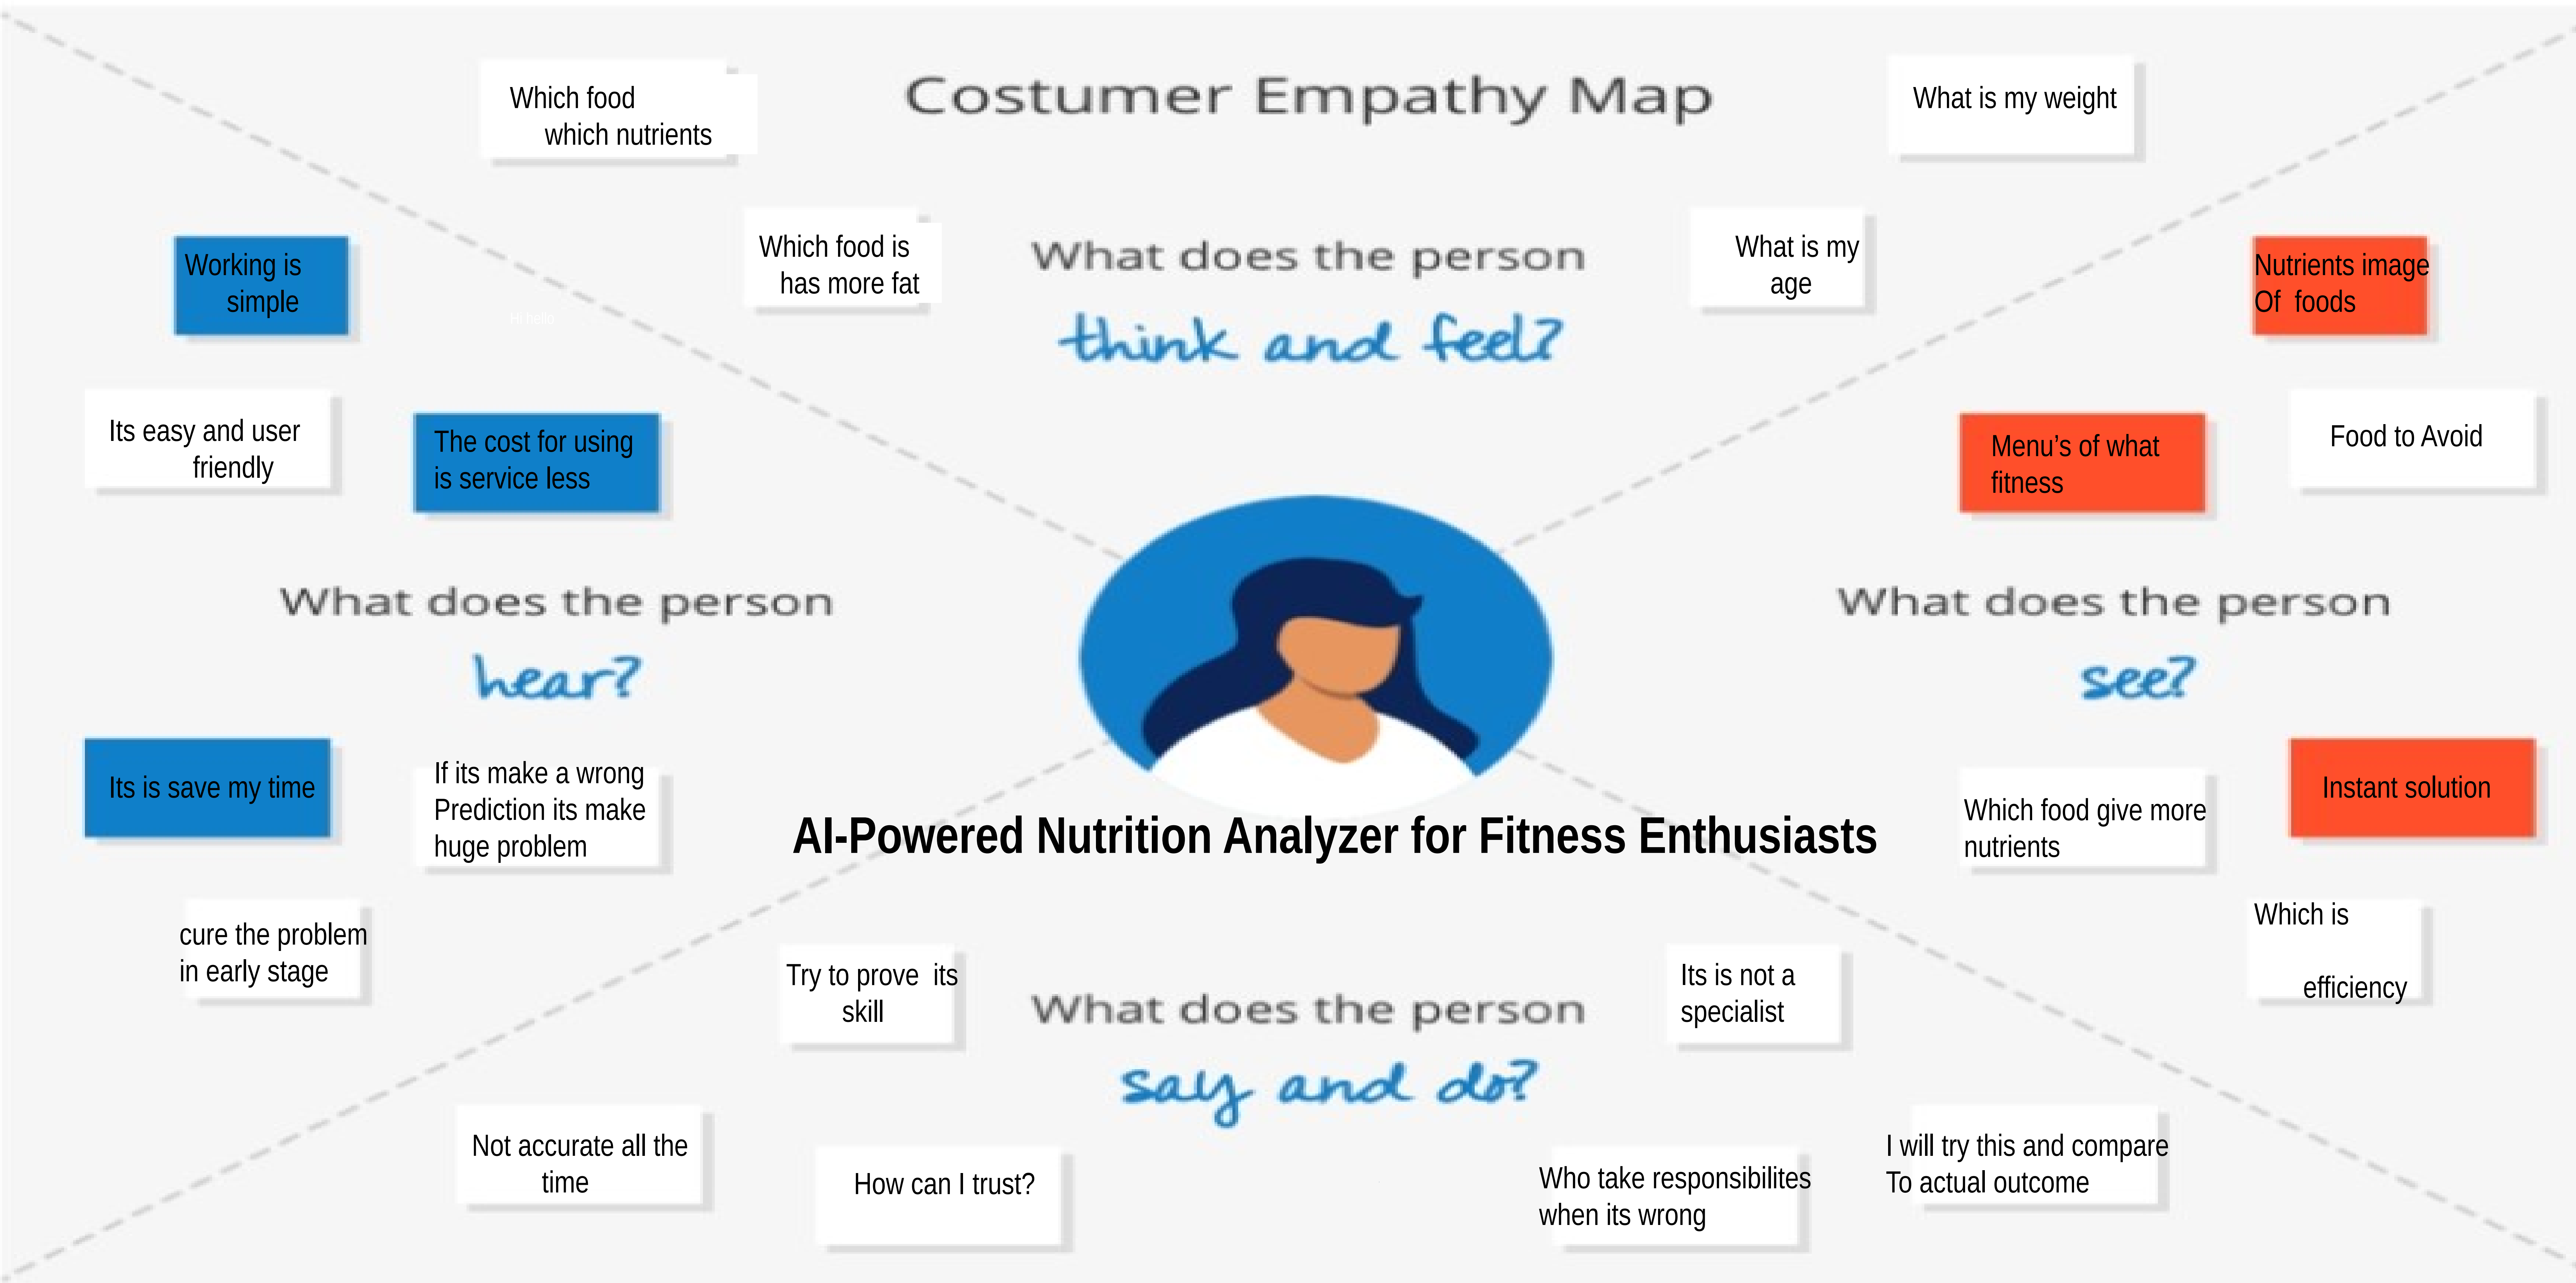 Costumer Empathy Map
Which food
which nutrients
What is my weight
Which food is
has more fat
What does the person
think and feel?
What is my
age
Working is
simple
Hi hello
Its easy and user
friendly
The cost for using
is service less
What does the person
hear?
Its is save my time
If its make a wrong
Prediction its make
huge problem
cure the problem
in early stage
Nutrients image
Of foods
Menu’s of what
fitness
Food to Avoid
What does the person
see?
Which food give more
nutrients
Instant solution
Which is
efficiency
AI-Powered Nutrition Analyzer for Fitness Enthusiasts
Try to prove its
skill
What does the person
say and do?
Its is not a
specialist
Not accurate all the
time
How can I trust?
Who take responsibilites
when its wrong
I will try this and compare
To actual outcome